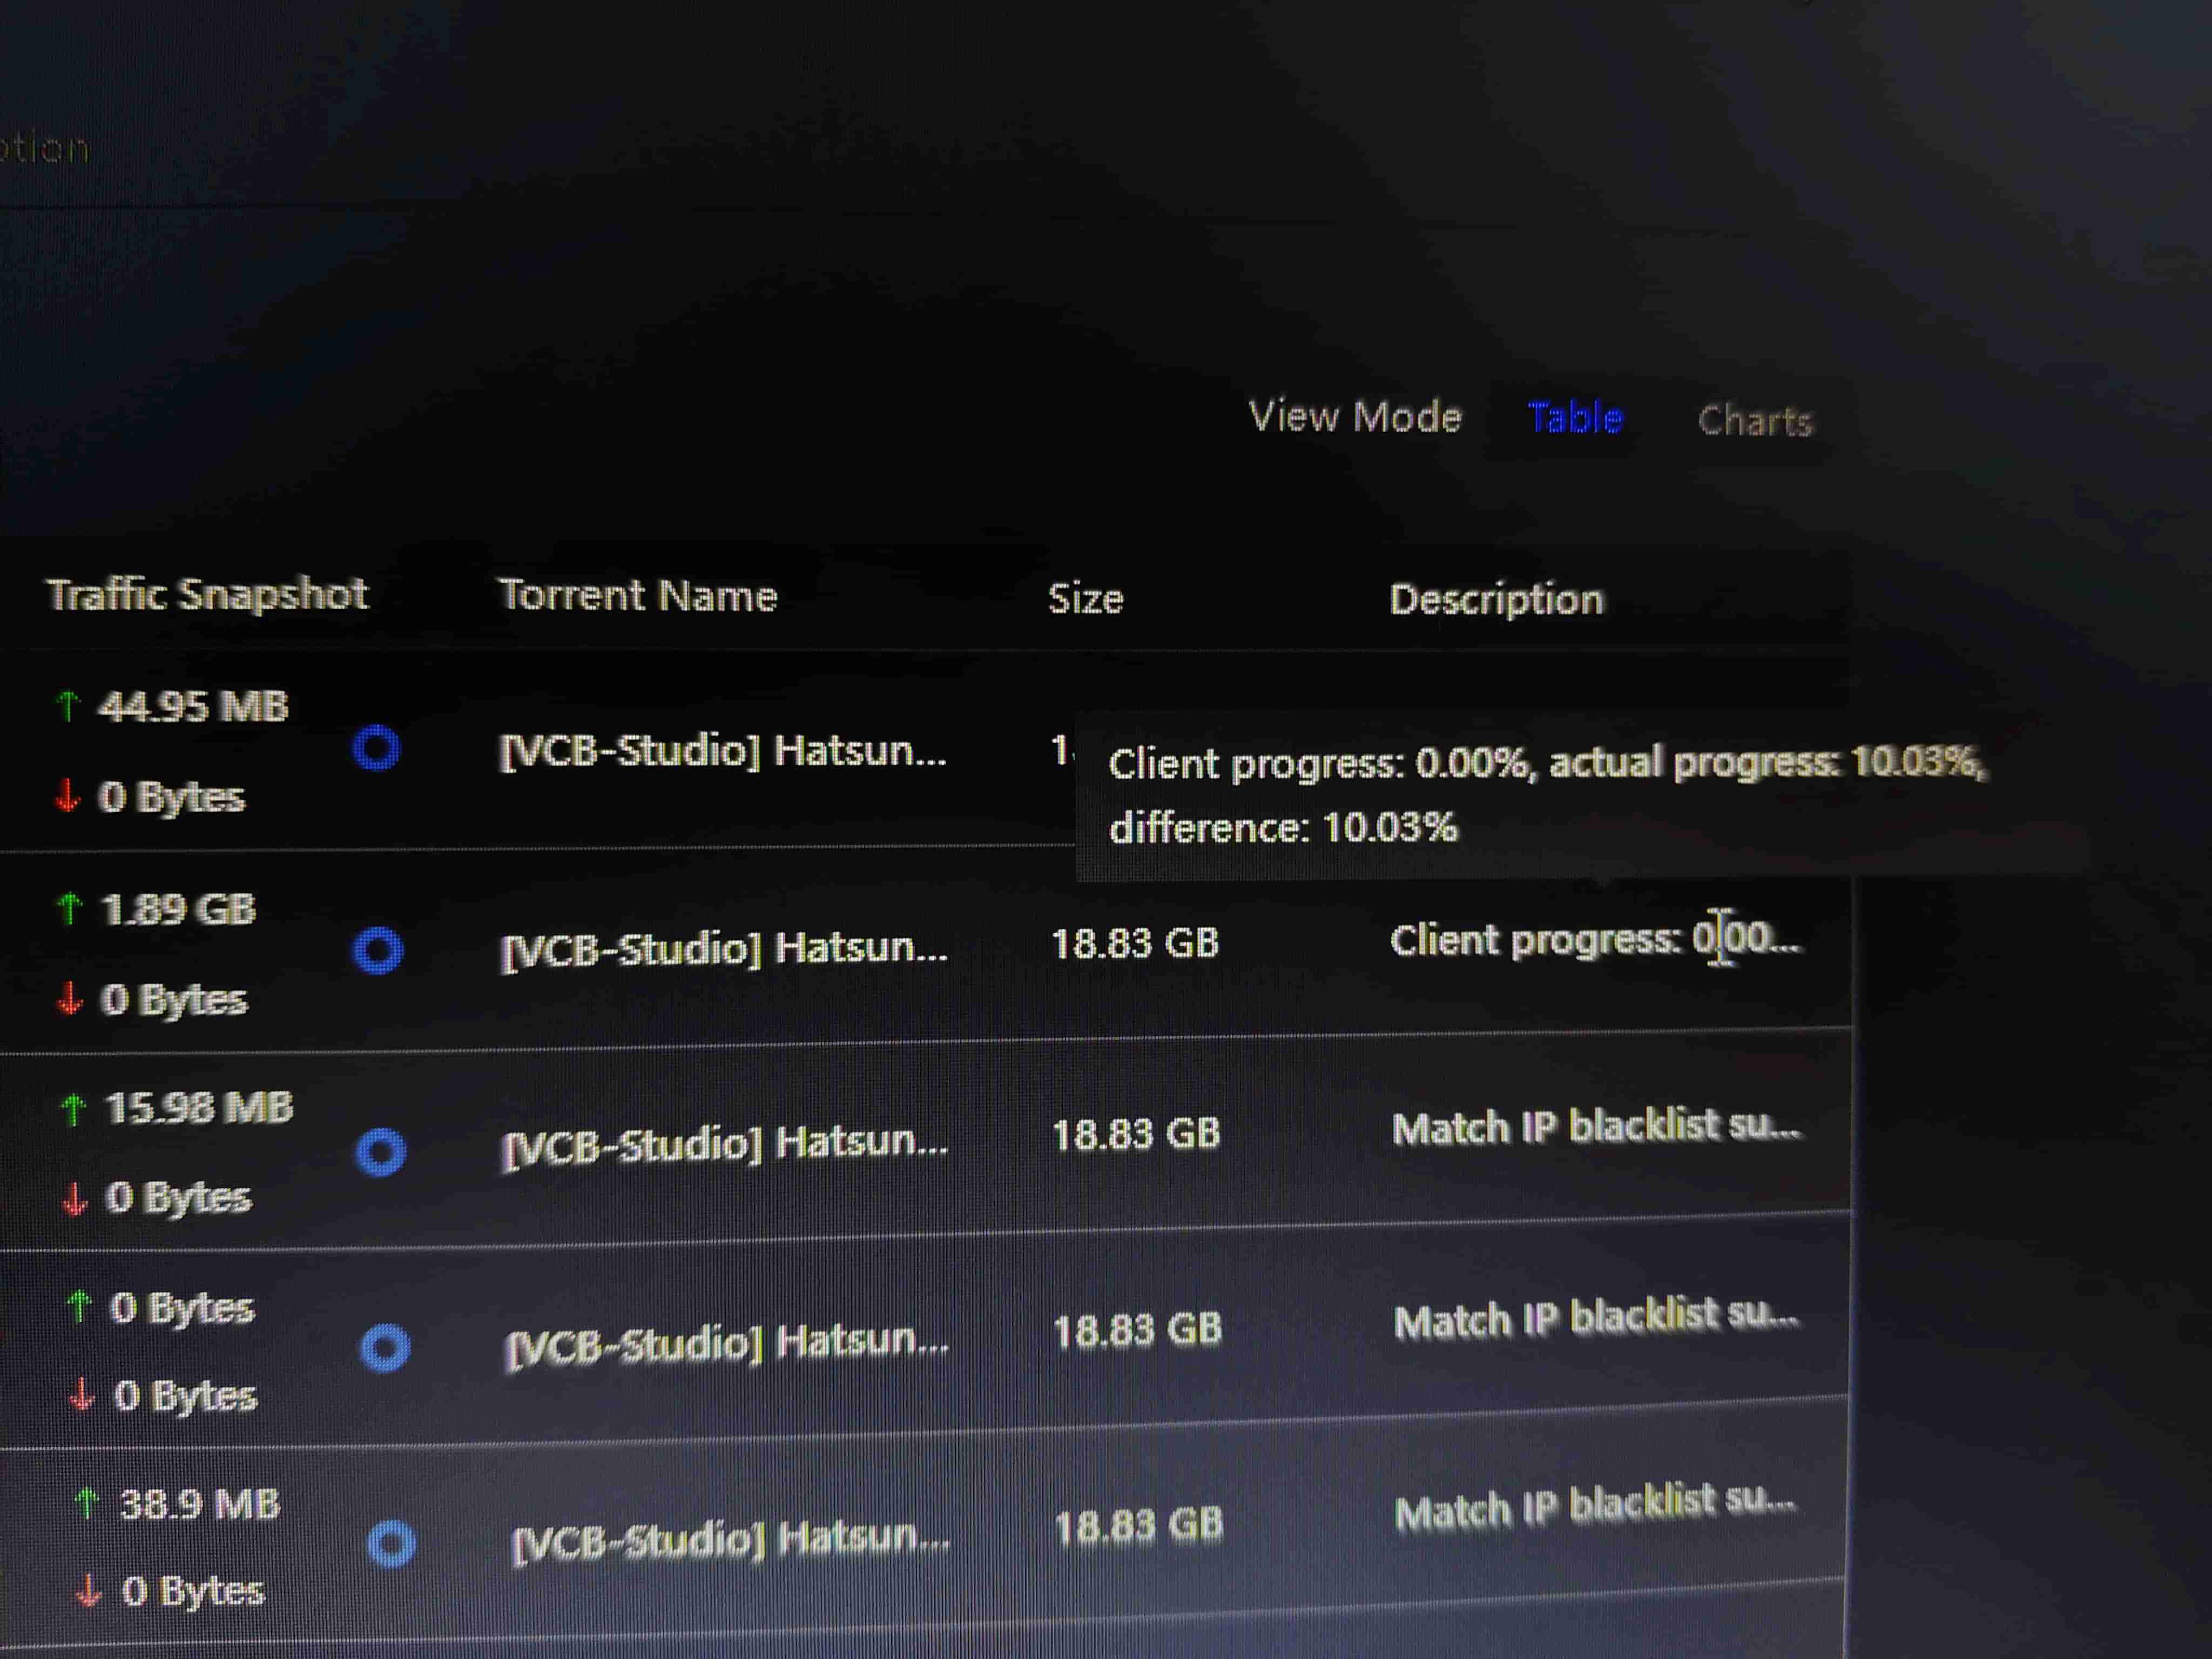 ption
View Mode Table Charts
Traffic Snapshot Torrent Name Size Description
↑ 44.95 MB
[VCB-Studio] Hatsun... 1.
↓ 0 Bytes
Client progress: 0.00%, actual progress: 10.03%,
difference: 10.03%
↑ 1.89 GB
[VCB-Studio] Hatsun... 18.83 GB Client progress: 0.00...
↓ 0 Bytes
↑ 15.98 MB
[VCB-Studio] Hatsun... 18.83 GB Match IP blacklist su...
↓ 0 Bytes
↑ 0 Bytes
[VCB-Studio] Hatsun... 18.83 GB Match IP blacklist su...
↓ 0 Bytes
↑ 38.9 MB
[VCB-Studio] Hatsun... 18.83 GB Match IP blacklist su...
↓ 0 Bytes